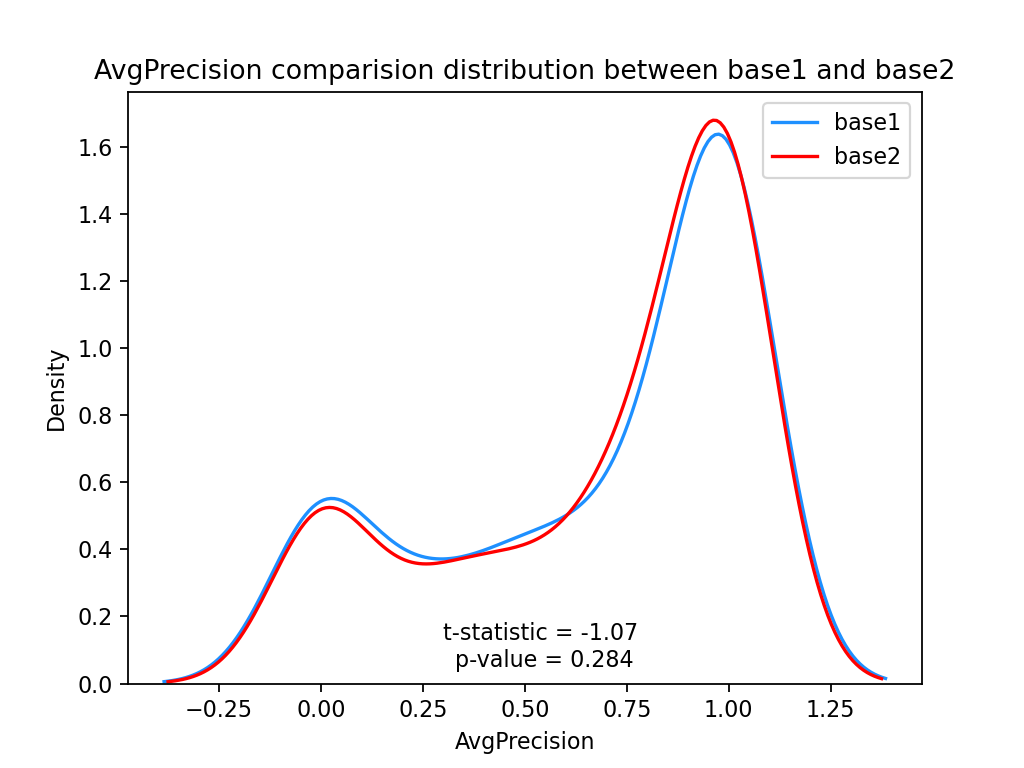 AvgPrecision comparision distribution between base1 and base2
base1
base2
1.6
1.4
1.2
1.0
0.8
0.6
0.4
0.2
0.0
Density
t-statistic = -1.07
p-value = 0.284
−0.25
0.00
0.25
0.50
0.75
1.00
1.25
AvgPrecision